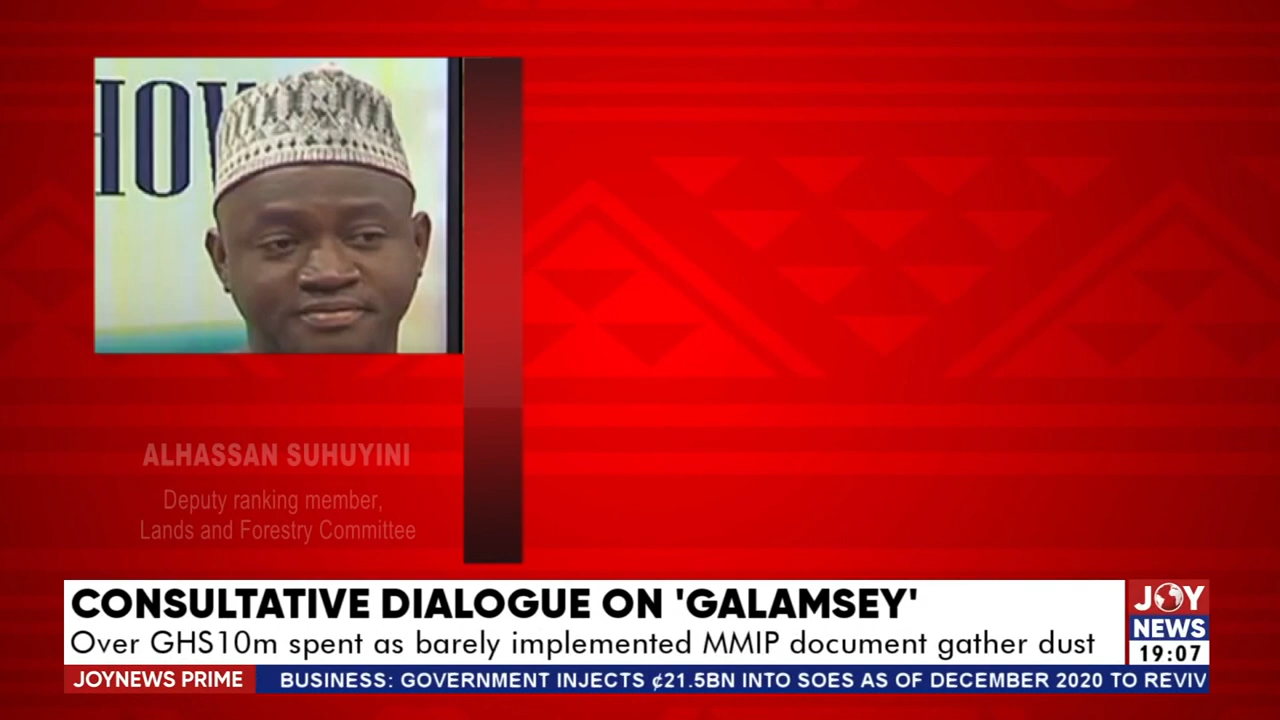 HOW
ALHASSAN SUHUYINI
Deputy ranking member,
Lands and Forestry Committee
CONSULTATIVE DIALOGUE ON 'GALAMSEY'
Over GHS10m spent as barely implemented MMIP document gather dust
JOY
NEWS
19:07
JOYNEWS PRIME
BUSINESS: GOVERNMENT INJECTS ₵21.5BN INTO SOES AS OF DECEMBER 2020 TO REVIV